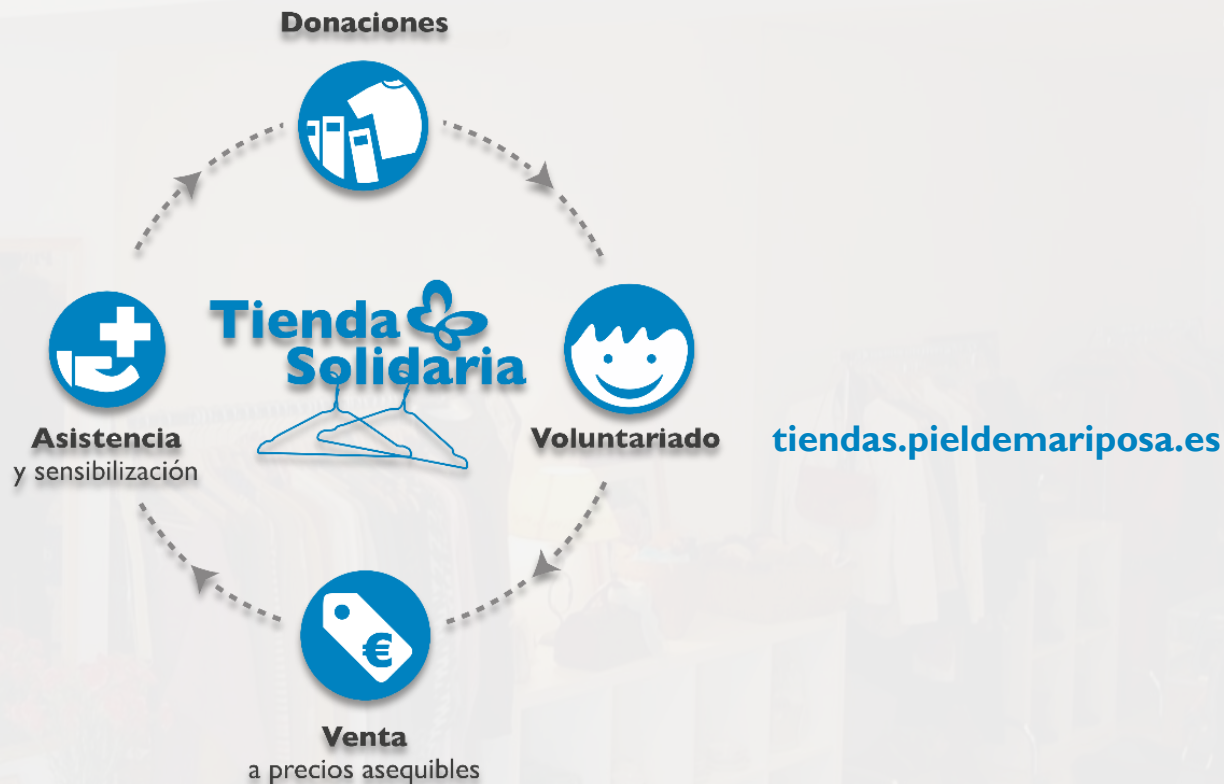 Donaciones
Tienda
Solidaria
Asistencia
y sensibilización
Voluntariado
tiendas.pieldemariposa.es
€
Venta
a precios asequibles